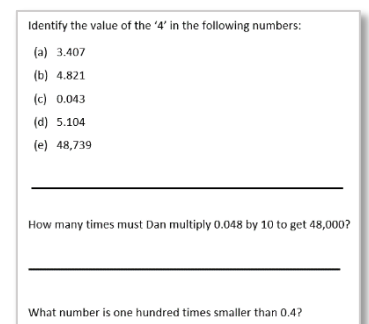 Identify the value of the ‘4’ in the following numbers:
(a) 3.407
(b) 4.821
(c) 0.043
(d) 5.104
(e) 48,739
How many times must Dan multiply 0.048 by 10 to get 48,000?
What number is one hundred times smaller than 0.4?